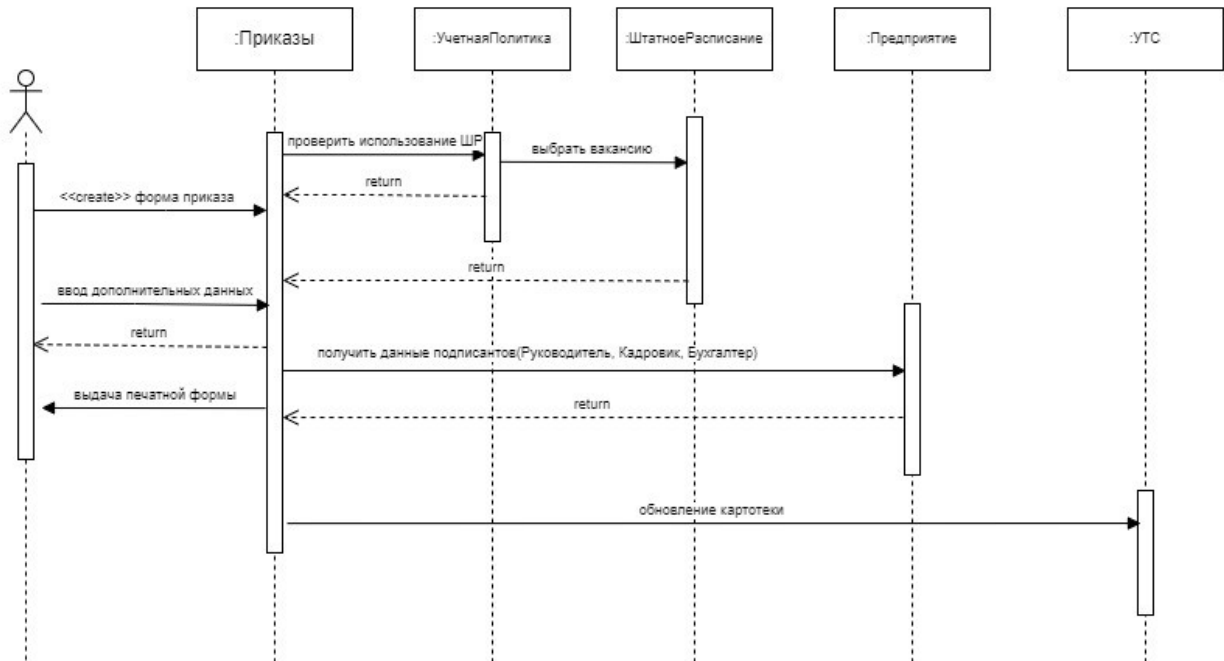 :Приказы
:УчетнаяПолитика
:ШтатноеРасписание
:Предприятие
:УТС
проверить использование ШР
выбрать вакансию
return
<<create>> форма приказа
return
ввод дополнительных данных
return
получить данные подписантов(Руководитель, Кадровик, Бухгалтер)
выдача печатной формы
return
обновление картотеки